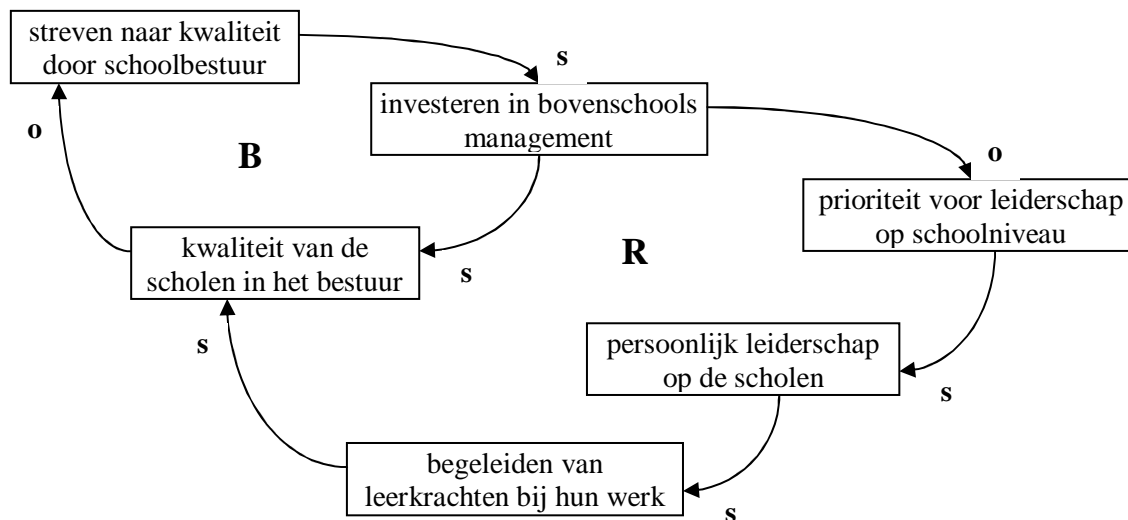 streven naar kwaliteit
door schoolbestuur
s
investeren in bovenschools
management
o
B
o
prioriteit voor leiderschap
op schoolniveau
kwaliteit van de
scholen in het bestuur
s
R
s
persoonlijk leiderschap
op de scholen
s
begeleiden van
leerkrachten bij hun werk
s